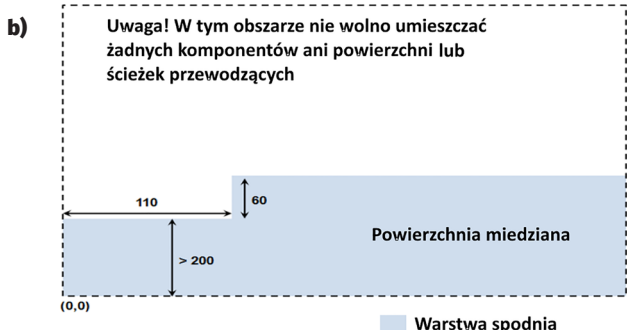 b)
Uwaga! W tym obszarze nie wolno umieszczać
żadnych komponentów ani powierzchni lub
ścieżek przewodzących
110
60
Powierzchnia miedziana
> 200
(0,0)
Warstwa spodnia